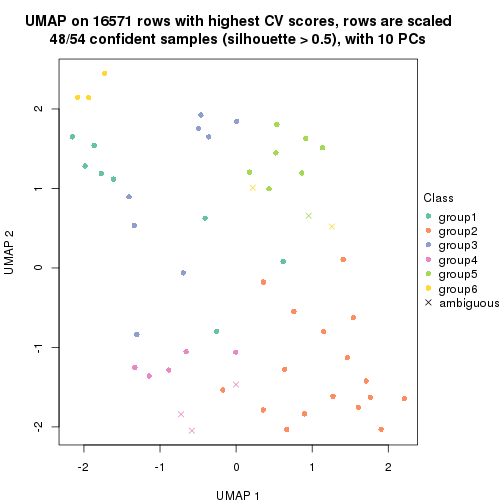 UMAP on 16571 rows with highest CV scores, rows are scaled
48/54 confident samples (silhouette > 0.5), with 10 PCs
2
1
0
-1
-2
UMAP 2
-2
-1
0
1
2
UMAP 1
Class
group1
group2
group3
group4
group5
group6
ambiguous